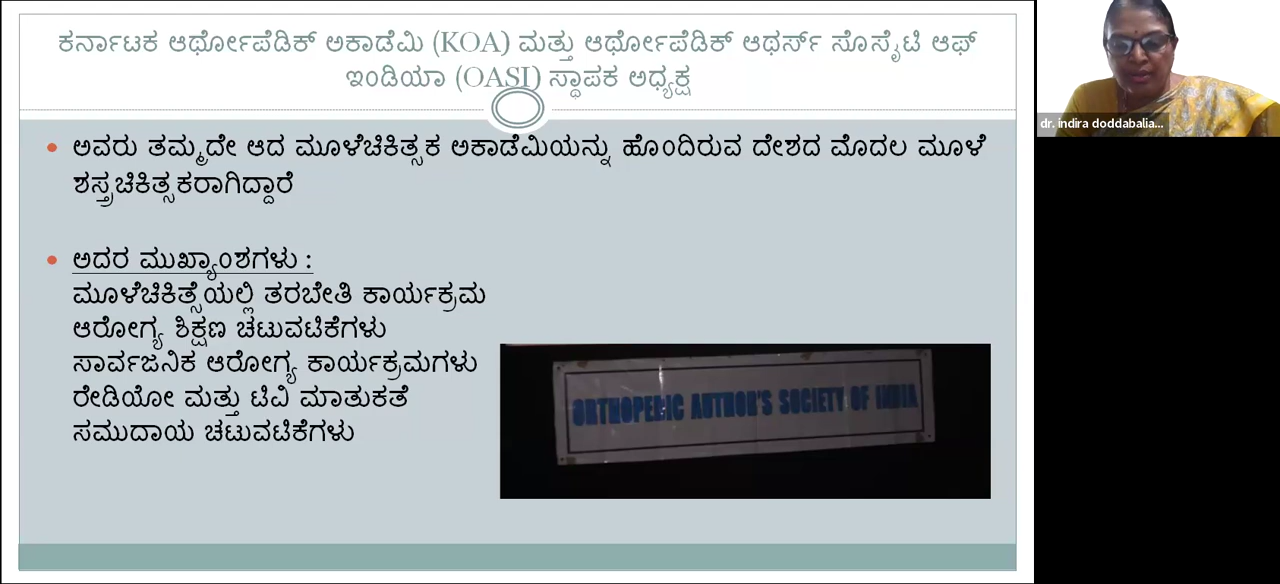 ಕರ್ನಾಟಕ ಆರ್ಥೋಪೆಡಿಕ್ ಅಕಾಡೆಮಿ (KOA) ಮತ್ತು ಆರ್ಥೋಪೆಡಿಕ್ ಆಥರ್ಸ್ ಸೊಸೈಟಿ ಆಫ್
ಇಂಡಿಯಾ (OASI) ಸ್ಥಾಪಕ ಅಧ್ಯಕ್ಷ
• ಅವರು ತಮ್ಮದೇ ಆದ ಮೂಳೆಚಿಕಿತ್ಸಕ ಅಕಾಡೆಮಿಯನ್ನು ಹೊಂದಿರುವ ದೇಶದ ಮೊದಲ ಮೂಳೆ
ಶಸ್ತ್ರಚಿಕಿತ್ಸಕರಾಗಿದ್ದಾರೆ
• ಅದರ ಮುಖ್ಯಾಂಶಗಳು :
ಮೂಳೆಚಿಕಿತ್ಸೆಯಲ್ಲಿ ತರಬೇತಿ ಕಾರ್ಯಕ್ರಮ
ಆರೋಗ್ಯ ಶಿಕ್ಷಣ ಚಟುವಟಿಕೆಗಳು
ಸಾರ್ವಜನಿಕ ಆರೋಗ್ಯ ಕಾರ್ಯಕ್ರಮಗಳು
ರೇಡಿಯೋ ಮತ್ತು ಟಿವಿ ಮಾತುಕತೆ
ಸಮುದಾಯ ಚಟುವಟಿಕೆಗಳು
ORTHOPEDIC AUTHOR'S SOCIETY OF INDIA
dr. indira doddabalia...